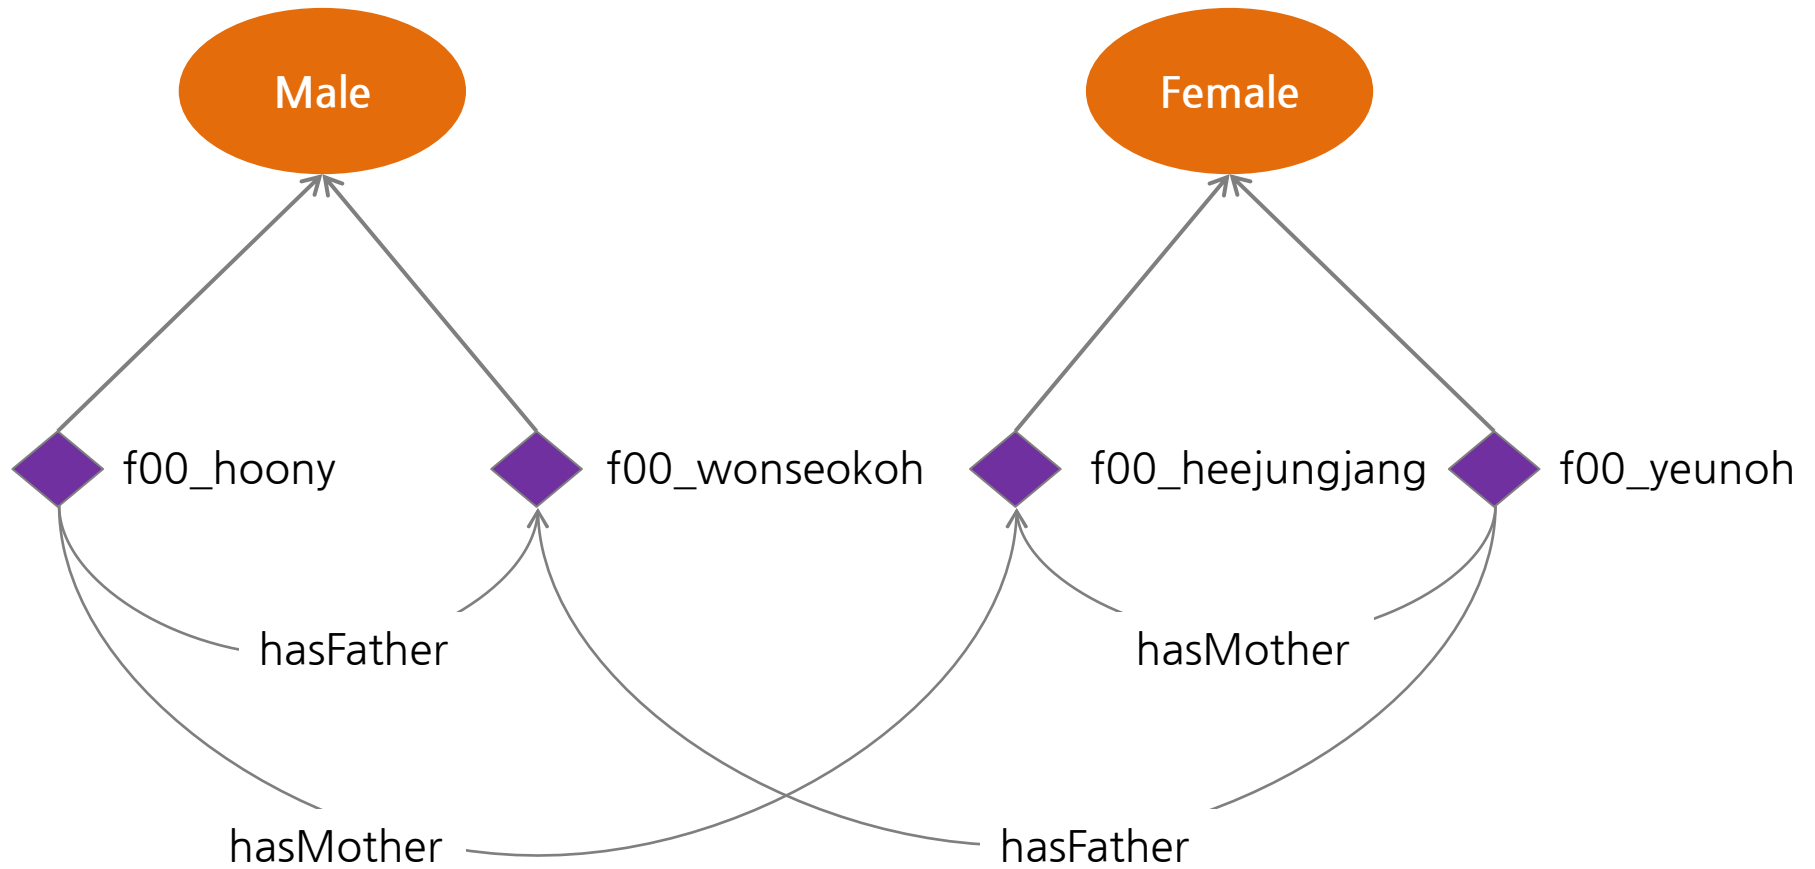 Male
Female
f00_hoony
f00_wonseokoh
f00_heejungjang
f00_yeunoh
hasFather
hasMother
hasMother
hasFather